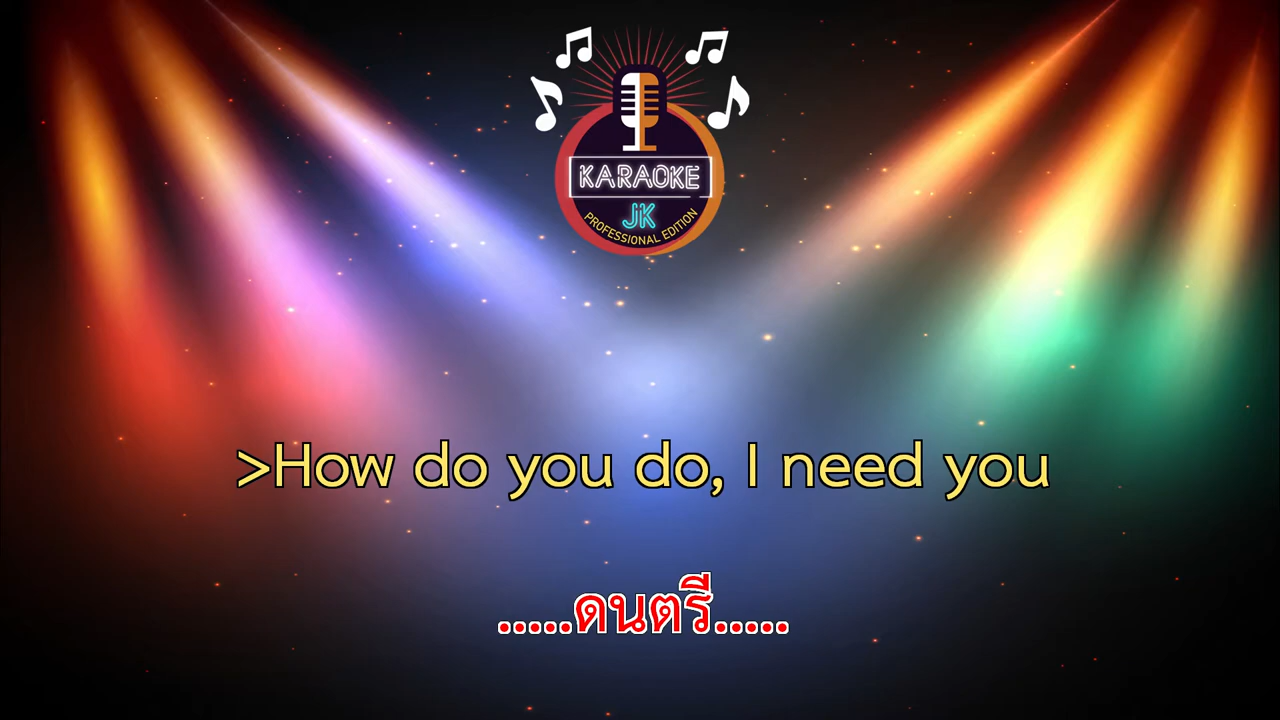 KARAOKE
JK
PROFESSIONAL EDITION
>How do you do, I need you
.....ดนตรี.....